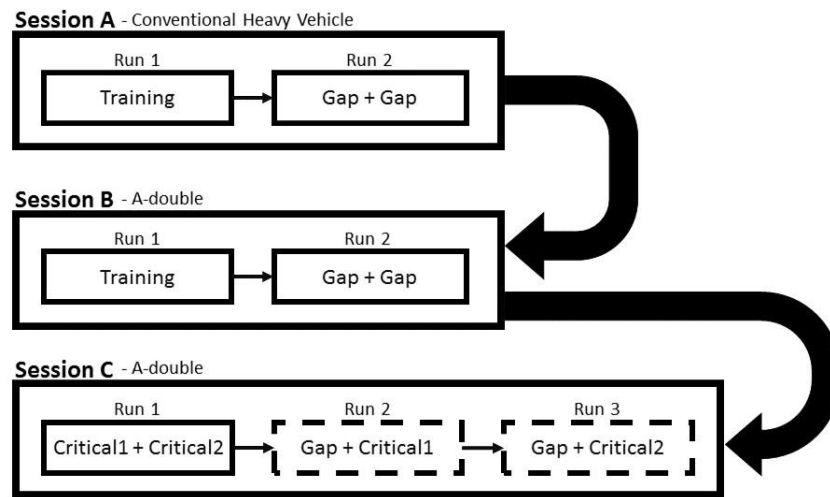 Session A - Conventional Heavy Vehicle
Run 1 Run 2
Training Gap + Gap
Session B - A-double
Run 1 Run 2
Training Gap + Gap
Session C - A-double
Run 1 Run 2 Run 3
Critical1 + Critical2 Gap + Critical1 Gap + Critical2